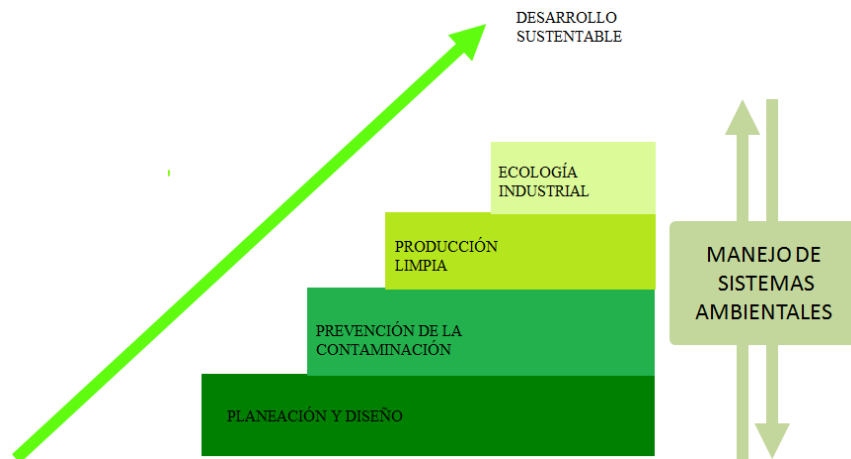 DESARROLLO
SUSTENTABLE
ECOLOGÍA
INDUSTRIAL
PRODUCCIÓN
LIMPIA
PREVENCIÓN DE LA
CONTAMINACIÓN
PLANEACIÓN Y DISEÑO
MANEJO DE
SISTEMAS
AMBIENTALES